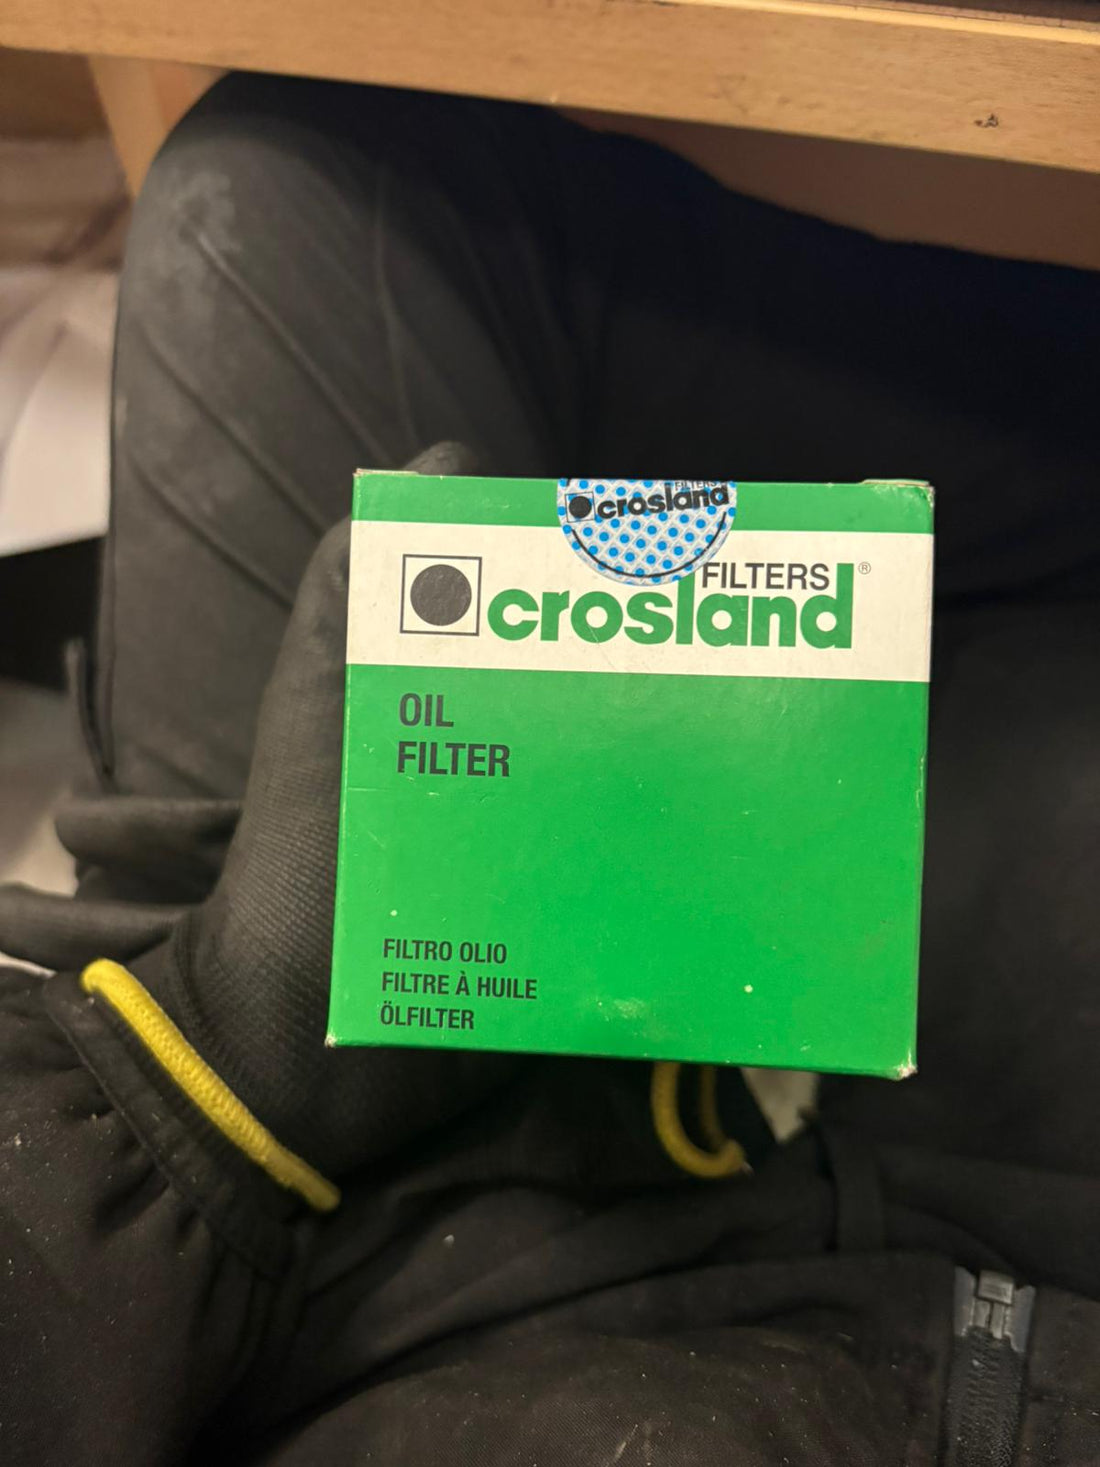 FILTERS
crosland
FILTERS
crosland®
OIL
FILTER
FILTRO OLIO
FILTRE À HUILE
ÖLFILTER